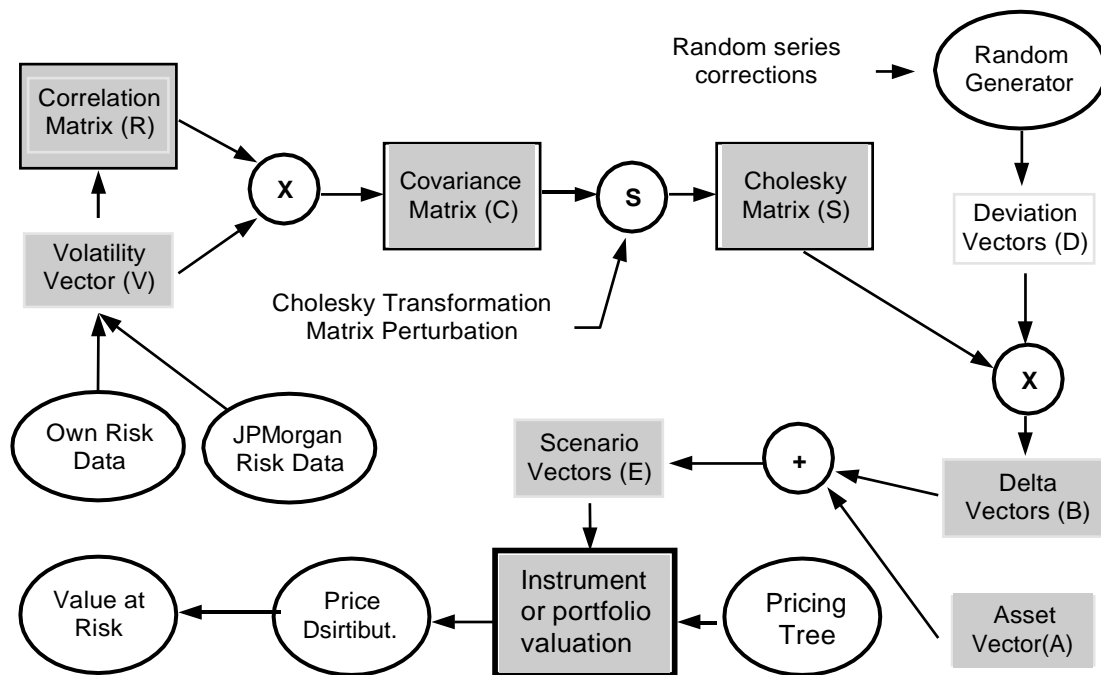 Random series
corrections
Random
Generator
Correlation
Matrix (R)
X
Covariance
Matrix (C)
S
Cholesky
Matrix (S)
Deviation
Vectors (D)
Volatility
Vector (V)
Cholesky Transformation
Matrix Perturbation
X
Own Risk
Data
JPMorgan
Risk Data
Scenario
Vectors (E)
+
Delta
Vectors (B)
Value at
Risk
Price
Dsirtibut.
Instrument
or portfolio
valuation
Pricing
Tree
Asset
Vector(A)